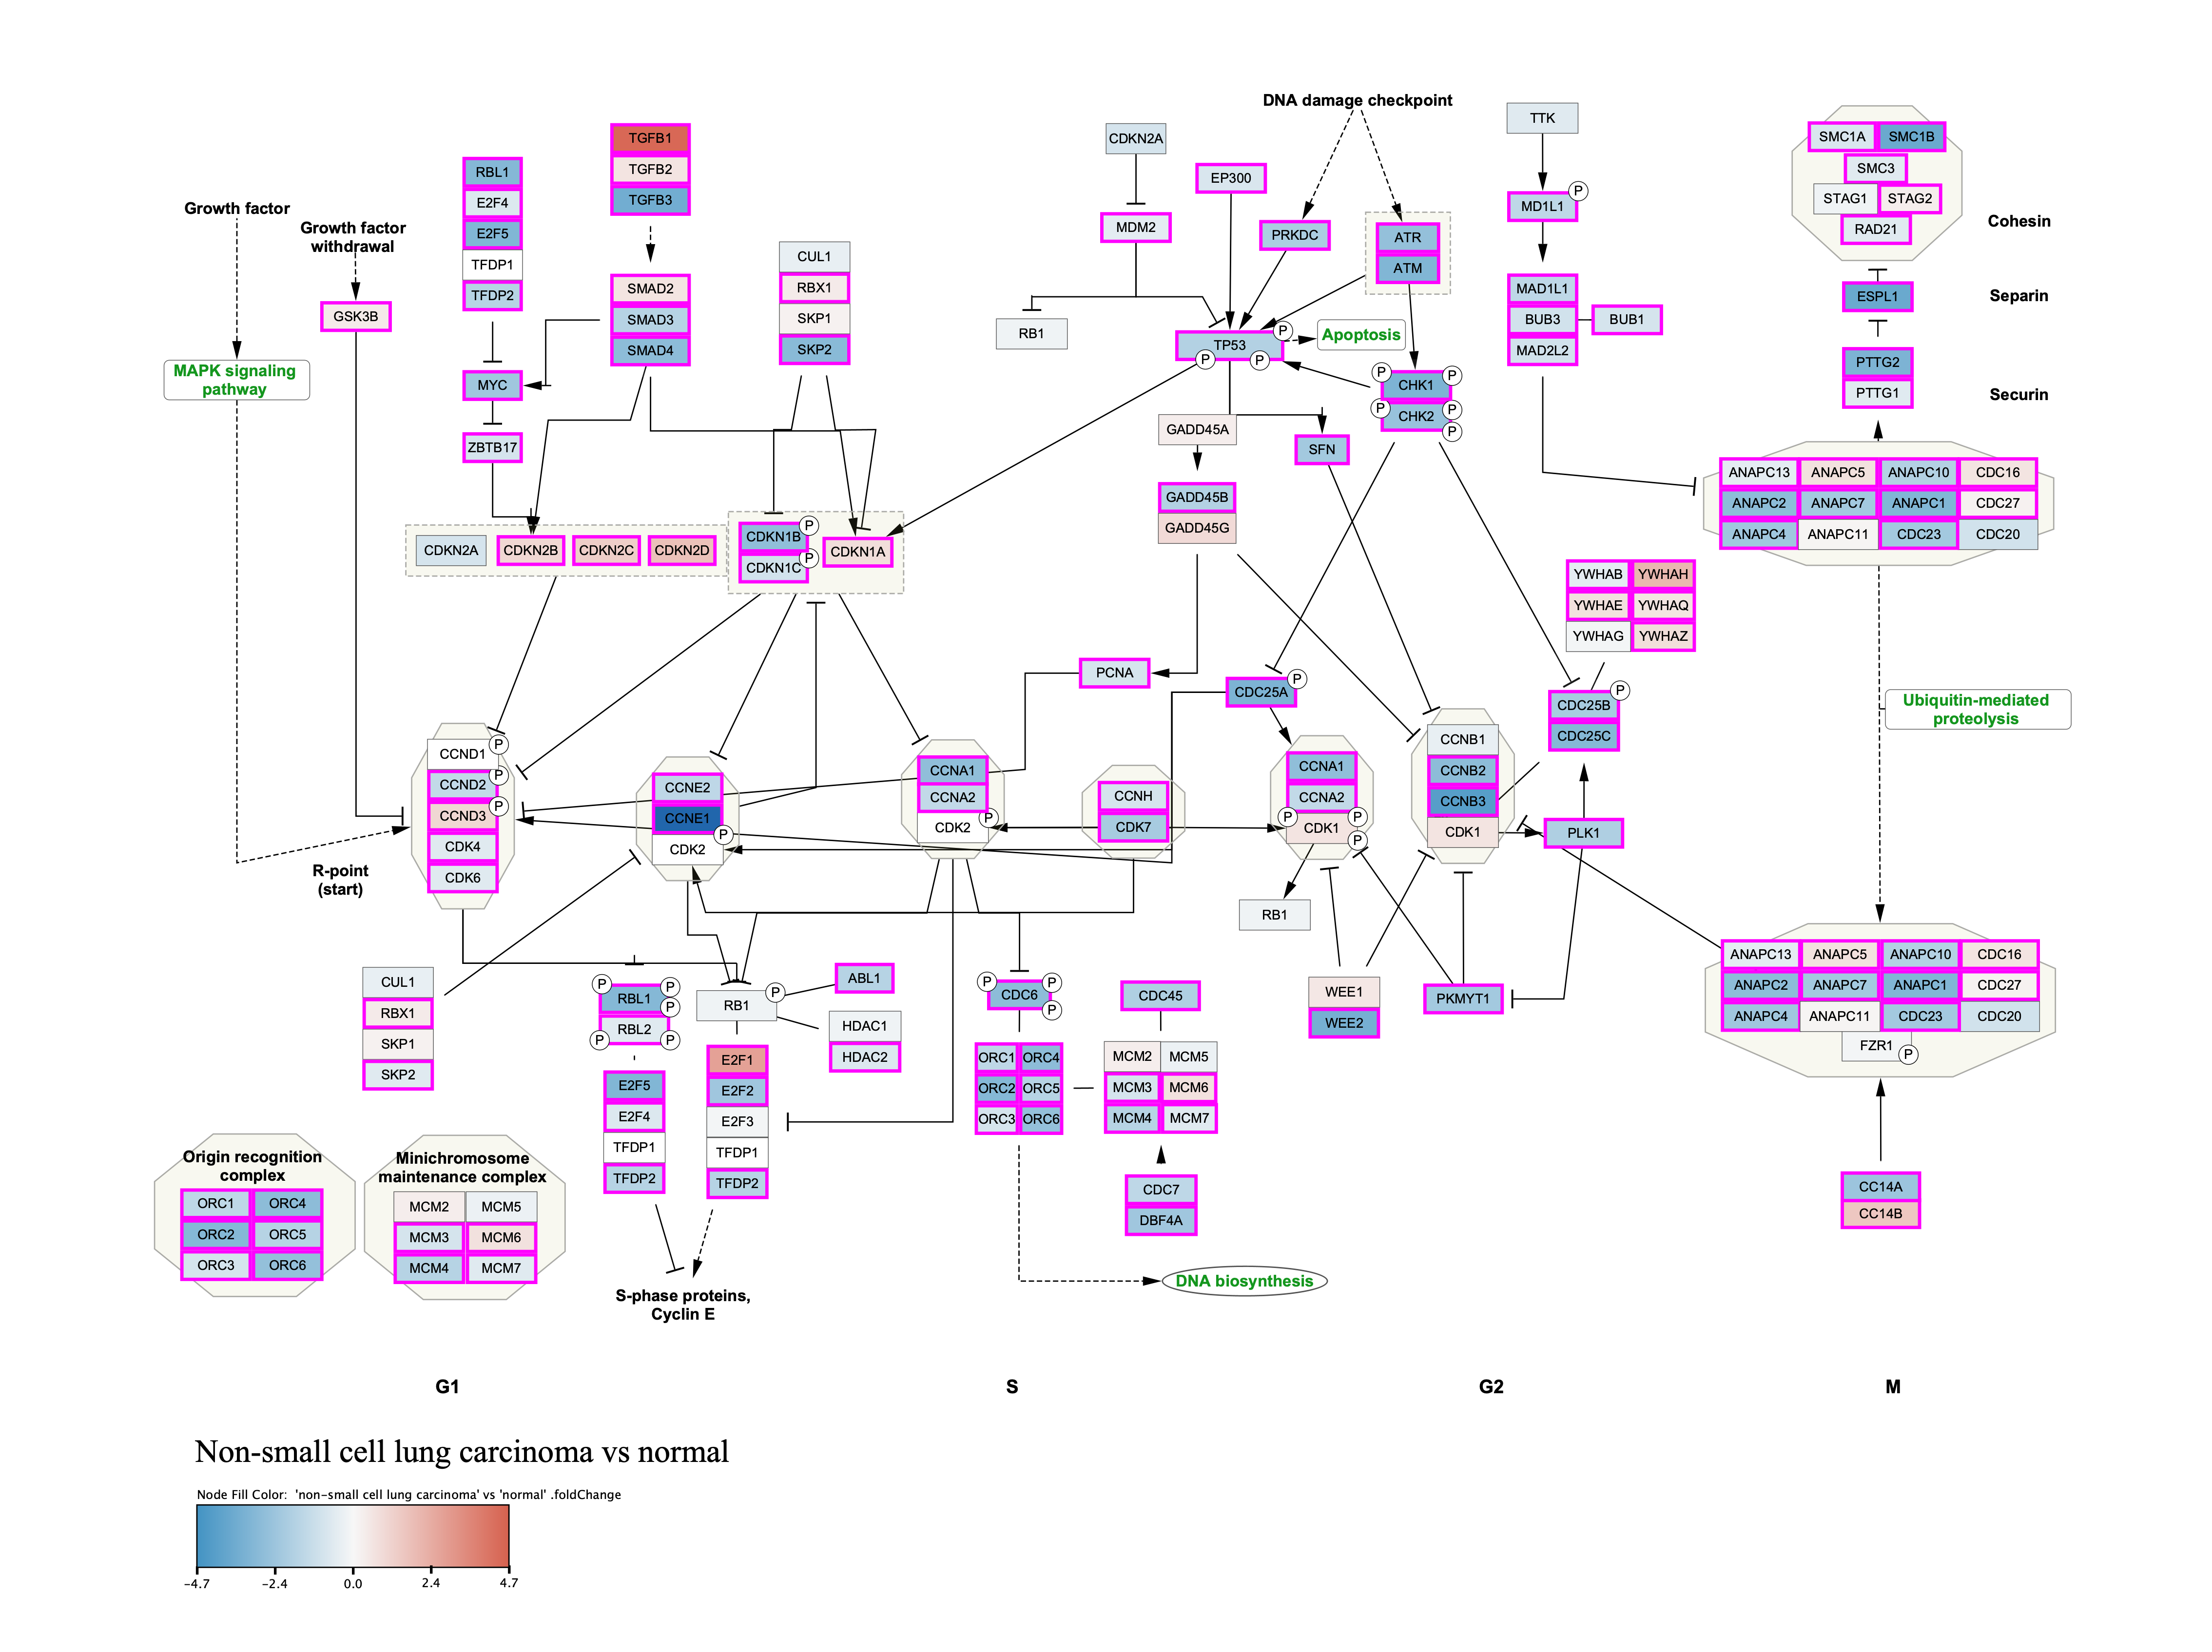 DNA damage checkpoint
TGFB1
TGFB2
TGFB3
RBL1
E2F4
E2F5
TFDP1
TFDP2
Growth factor
Growth factor
withdrawal
GSK3B
MAPK signaling
pathway
SMAD2
SMAD3
SMAD4
MYC
ZBTB17
CUL1
RBX1
SKP1
SKP2
CDKN2A
MDM2
RB1
EP300
PRKDC
ATR
ATM
TP53
P
P
P
Apoptosis
CHK1
CHK2
P
P
P
P
P
GADD45A
SFN
GADD45B
GADD45G
TTK
MD1L1
P
MAD1L1
BUB3
MAD2L2
BUB1
SMC1A
SMC1B
SMC3
STAG1
STAG2
RAD21
Cohesin
ESPL1
Separin
PTTG2
PTTG1
Securin
ANAPC13
ANAPC5
ANAPC10
CDC16
ANAPC2
ANAPC7
ANAPC1
CDC27
ANAPC4
ANAPC11
CDC23
CDC20
CDKN2A
CDKN2B
CDKN2C
CDKN2D
CDKN1B
P
CDKN1C
P
CDKN1A
YWHAB
YWHAH
YWHAE
YWHAQ
YWHAG
YWHAZ
PCNA
CDC25A
P
CDC25B
P
CDC25C
Ubiquitin-mediated
proteolysis
CCND1
P
CCND2
P
CCND3
P
CDK4
CDK6
R-point
(start)
CCNE2
CCNE1
P
CDK2
CCNA1
CCNA2
P
CDK2
CCNH
CDK7
CCNA1
CCNA2
P
P
CDK1
P
CCNB1
CCNB2
CCNB3
CDK1
PLK1
RB1
CUL1
RBX1
SKP1
SKP2
RBL1
P
P
P
RBL2
P
P
E2F5
E2F4
TFDP1
TFDP2
RB1
P
ABL1
HDAC1
HDAC2
E2F1
E2F2
E2F3
TFDP1
TFDP2
CDC6
P
P
P
ORC1
ORC4
ORC2
ORC5
ORC3
ORC6
CDC45
MCM2
MCM5
MCM3
MCM6
MCM4
MCM7
CDC7
DBF4A
WEE1
WEE2
PKMYT1
ANAPC13
ANAPC5
ANAPC10
CDC16
ANAPC2
ANAPC7
ANAPC1
CDC27
ANAPC4
ANAPC11
CDC23
CDC20
FZR1
P
CC14A
CC14B
Origin recognition
complex
ORC1
ORC4
ORC2
ORC5
ORC3
ORC6
Minichromosome
maintenance complex
MCM2
MCM5
MCM3
MCM6
MCM4
MCM7
S-phase proteins,
Cyclin E
DNA biosynthesis
G1
S
G2
M
Non-small cell lung carcinoma vs normal
Node Fill Color: 'non-small cell lung carcinoma' vs 'normal' .foldChange
-4.7
-2.4
0.0
2.4
4.7